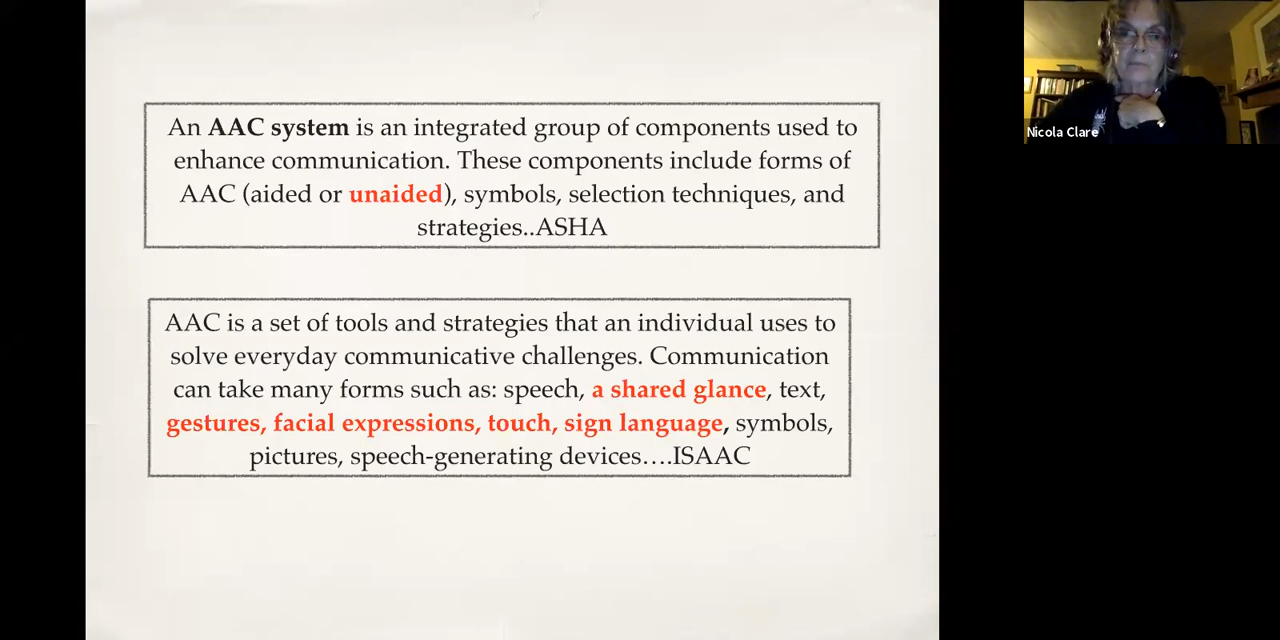 An AAC system is an integrated group of components used to
enhance communication. These components include forms of
AAC (aided or unaided), symbols, selection techniques, and
strategies..ASHA
AAC is a set of tools and strategies that an individual uses to
solve everyday communicative challenges. Communication
can take many forms such as: speech, a shared glance, text,
gestures, facial expressions, touch, sign language, symbols,
pictures, speech-generating devices….ISAAC
Nicola Clare